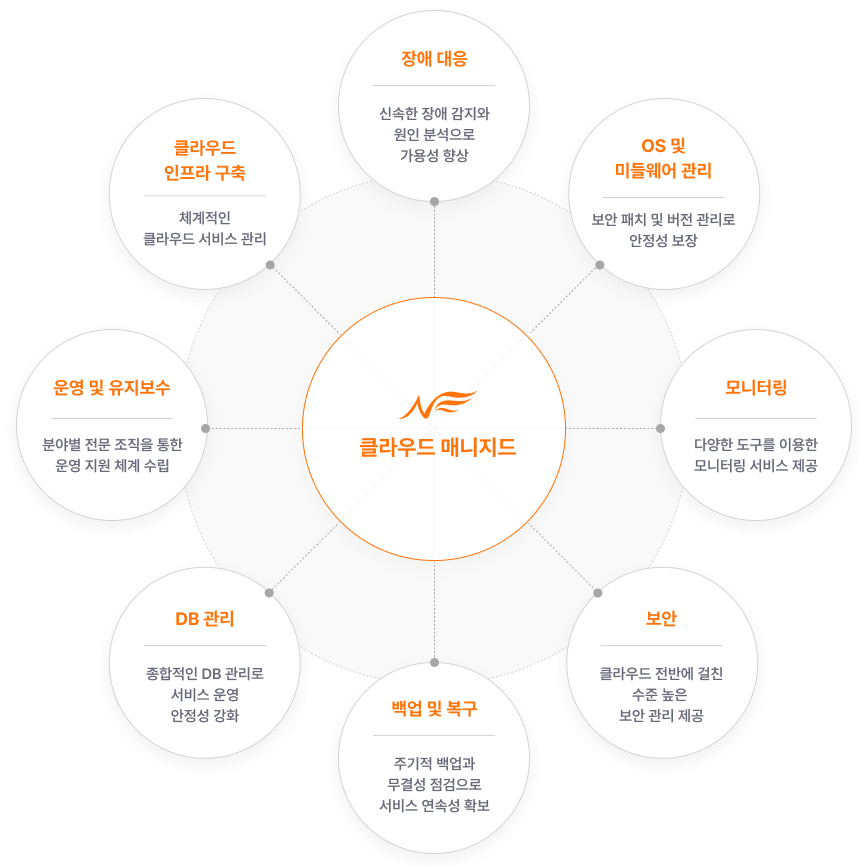 장애 대응
신속한 장애 감지와
원인 분석으로
가용성 향상
OS 및
미들웨어 관리
보안 패치 및 버전 관리로
안정성 보장
모니터링
다양한 도구를 이용한
모니터링 서비스 제공
보안
클라우드 전반에 걸친
수준 높은
보안 관리 제공
백업 및 복구
주기적 백업과
무결성 점검으로
서비스 연속성 확보
DB 관리
종합적인 DB 관리로
서비스 운영
안정성 강화
운영 및 유지보수
분야별 전문 조직을 통한
운영 지원 체계 수립
클라우드
인프라 구축
체계적인
클라우드 서비스 관리
클라우드 매니지드